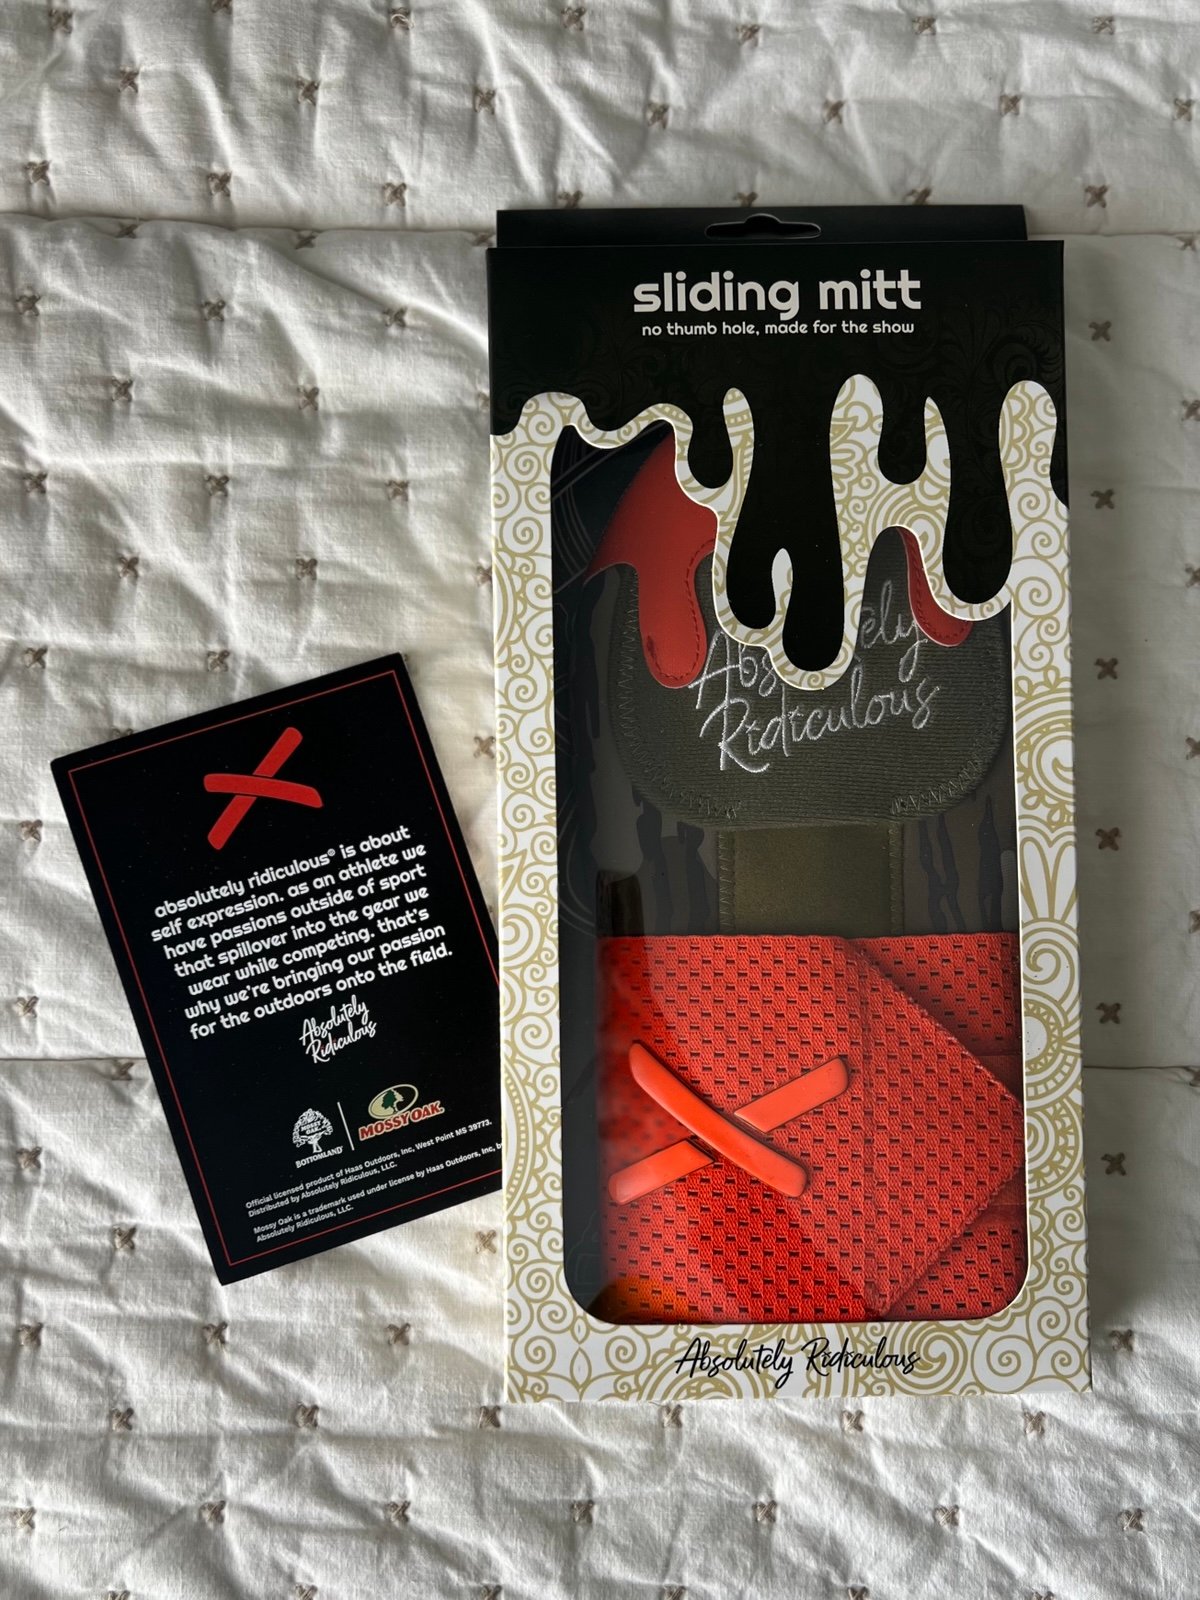 sliding mitt
no thumb hole, made for the show
Ridiculous
Absolutely Ridiculous
absolutely ridiculous® is about
self expression. as an athlete we
have passions outside of sport
that spillover into the gear we
wear while competing. that's
why we're bringing our passion
for the outdoors onto the field.
Absolutely
Ridiculous
MOSSY
OAK
BOTTOMLAND
MOSSY OAK
Official licensed product of Haas Outdoors, Inc, West Point MS 39773.
Distributed by Absolutely Ridiculous, LLC.
Mossy Oak is a trademark used under license by Haas Outdoors, Inc, by
Absolutely Ridiculous, LLC.